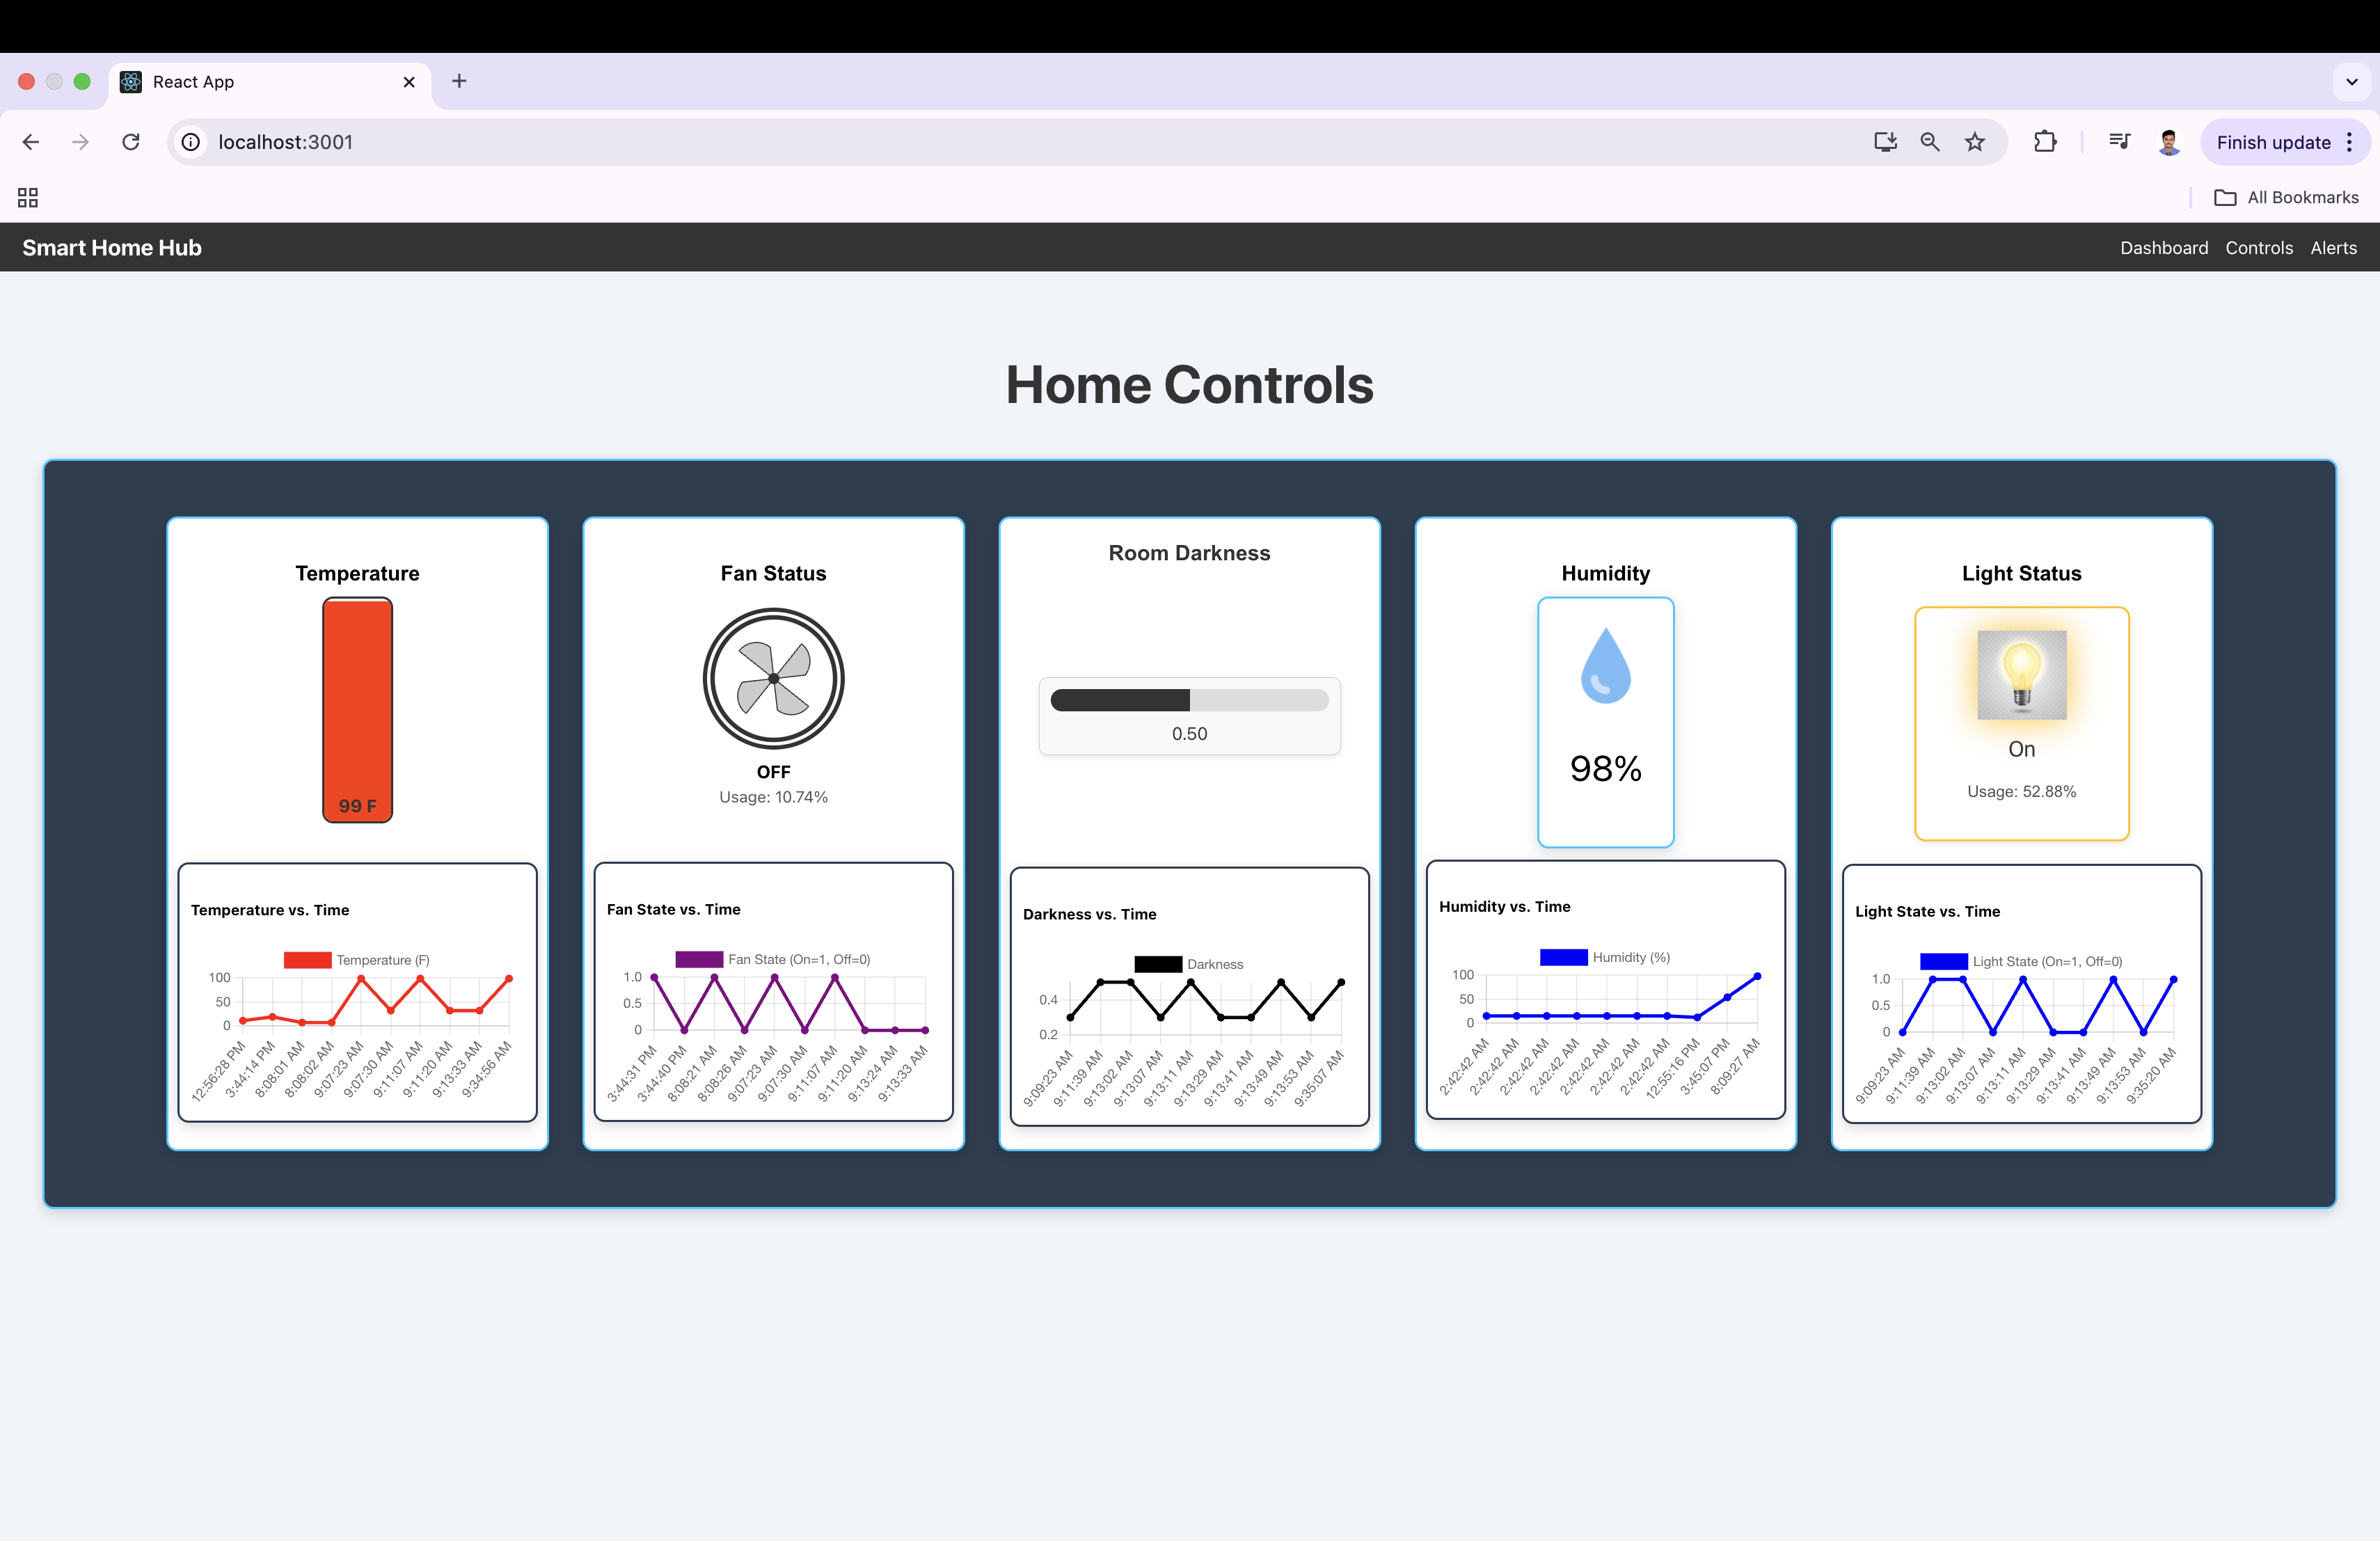 React App
localhost:3001
Finish update
All Bookmarks
Smart Home Hub
Dashboard Controls Alerts
Home Controls
Temperature
99 F
Temperature vs. Time
Temperature (F)
100
50
0
12:56:28 PM
3:44:14 PM
8:08:01 AM
8:08:02 AM
9:07:23 AM
9:07:30 AM
9:11:07 AM
9:11:20 AM
9:13:33 AM
9:34:56 AM
Fan Status
OFF
Usage: 10.74%
Fan State vs. Time
Fan State (On=1, Off=0)
1.0
0.5
0
3:44:31 PM
3:44:40 PM
8:08:21 AM
8:08:26 AM
9:07:23 AM
9:07:30 AM
9:11:07 AM
9:11:20 AM
9:13:24 AM
9:13:33 AM
Room Darkness
0.50
Darkness vs. Time
Darkness
0.4
0.2
9:09:23 AM
9:11:39 AM
9:13:02 AM
9:13:07 AM
9:13:11 AM
9:13:29 AM
9:13:41 AM
9:13:49 AM
9:13:53 AM
9:35:07 AM
Humidity
98%
Humidity vs. Time
Humidity (%)
100
50
0
2:42:42 AM
2:42:42 AM
2:42:42 AM
2:42:42 AM
2:42:42 AM
2:42:42 AM
2:42:42 AM
12:55:16 PM
3:45:07 PM
8:09:27 AM
Light Status
On
Usage: 52.88%
Light State vs. Time
Light State (On=1, Off=0)
1.0
0.5
0
9:09:23 AM
9:11:39 AM
9:13:02 AM
9:13:07 AM
9:13:11 AM
9:13:29 AM
9:13:41 AM
9:13:49 AM
9:13:53 AM
9:35:20 AM